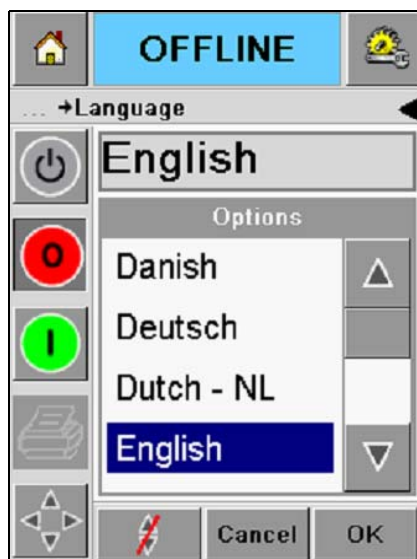 OFFLINE
... →Language
English
Options
Danish
Deutsch
Dutch - NL
English
O
I
Cancel
OK